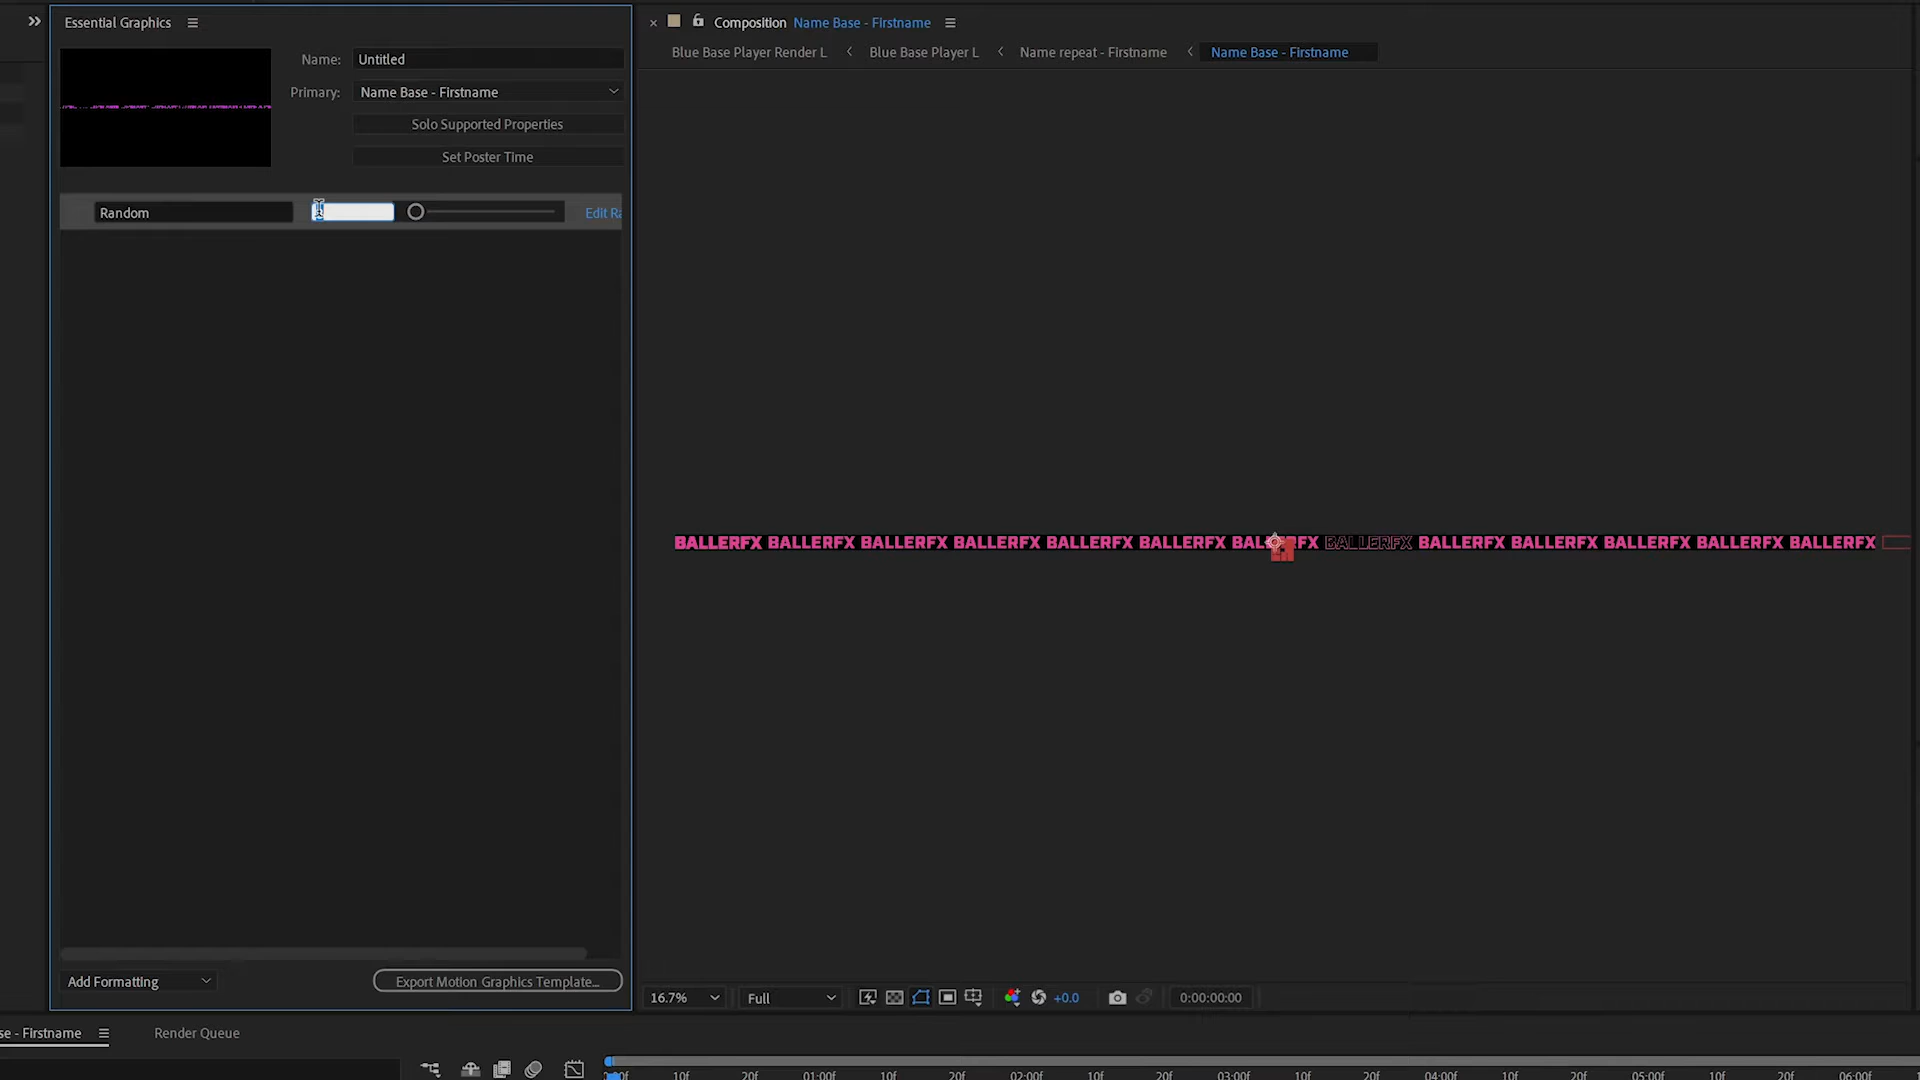 Essential Graphics
Composition Name Base - Firstname
Blue Base Player Render L
Blue Base Player L
Name repeat - Firstname
Name Base - Firstname
Name: Untitled
Primary: Name Base - Firstname
Solo Supported Properties
Set Poster Time
Random
Edit Ra
BALLERFX BALLERFX BALLERFX BALLERFX BALLERFX BALLERFX BALLERFX BALLERFX BALLERFX BALLERFX BALLERFX BALLERFX BALLERFX
Add Formatting
Export Motion Graphics Template...
16.7%
Full
+0.0
0:00:00:00
se - Firstname
Render Queue
10f 20f 01:00f 10f 20f 02:00f 10f 20f 03:00f 10f 20f 04:00f 10f 20f 05:00f 10f 20f 06:00f